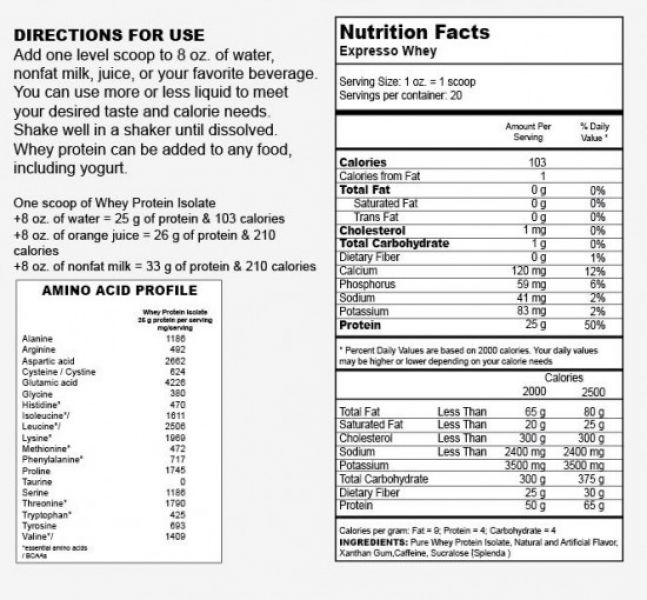 DIRECTIONS FOR USE
Add one level scoop to 8 oz. of water,
nonfat milk, juice, or your favorite beverage.
You can use more or less liquid to meet
your desired taste and calorie needs.
Shake well in a shaker until dissolved.
Whey protein can be added to any food,
including yogurt.
One scoop of Whey Protein Isolate
+8 oz. of water = 25 g of protein & 103 calories
+8 oz. of orange juice = 26 g of protein & 210
calories
+8 oz. of nonfat milk = 33 g of protein & 210 calories
AMINO ACID PROFILE
Whey Protein Isolate
25 g protein per serving
mg/serving
Alanine 1186
Arginine 492
Aspartic acid 2662
Cysteine / Cystine 624
Glutamic acid 4226
Glycine 380
Histidine* 470
Isoleucine*/ 1611
Leucine*/ 2506
Lysine* 1969
Methionine* 472
Phenylalanine* 717
Proline 1745
Taurine 0
Serine 1186
Threonine* 1790
Tryptophan* 425
Tyrosine 693
Valine*/ 1409
*essential amino acids
/ BCAAs
Nutrition Facts
Expresso Whey
Serving Size: 1 oz. = 1 scoop
Servings per container: 20
Amount Per % Daily
Serving Value *
Calories 103
Calories from Fat 1
Total Fat 0 g 0%
Saturated Fat 0 g 0%
Trans Fat 0 g 0%
Cholesterol 1 mg 0%
Total Carbohydrate 1 g 0%
Dietary Fiber 0 g 1%
Calcium 120 mg 12%
Phosphorus 59 mg 6%
Sodium 41 mg 2%
Potassium 83 mg 2%
Protein 25 g 50%
* Percent Daily Values are based on 2000 calories. Your daily values
may be higher or lower depending on your calorie needs
Calories
2000 2500
Total Fat Less Than 65 g 80 g
Saturated Fat Less Than 20 g 25 g
Cholesterol Less Than 300 g 300 g
Sodium Less Than 2400 mg 2400 mg
Potassium 3500 mg 3500 mg
Total Carbohydrate 300 g 375 g
Dietary Fiber 25 g 30 g
Protein 50 g 65 g
Calories per gram: Fat = 9; Protein = 4; Carbohydrate = 4
INGREDIENTS: Pure Whey Protein Isolate, Natural and Artificial Flavor,
Xanthan Gum,Caffeine, Sucralose (Splenda )